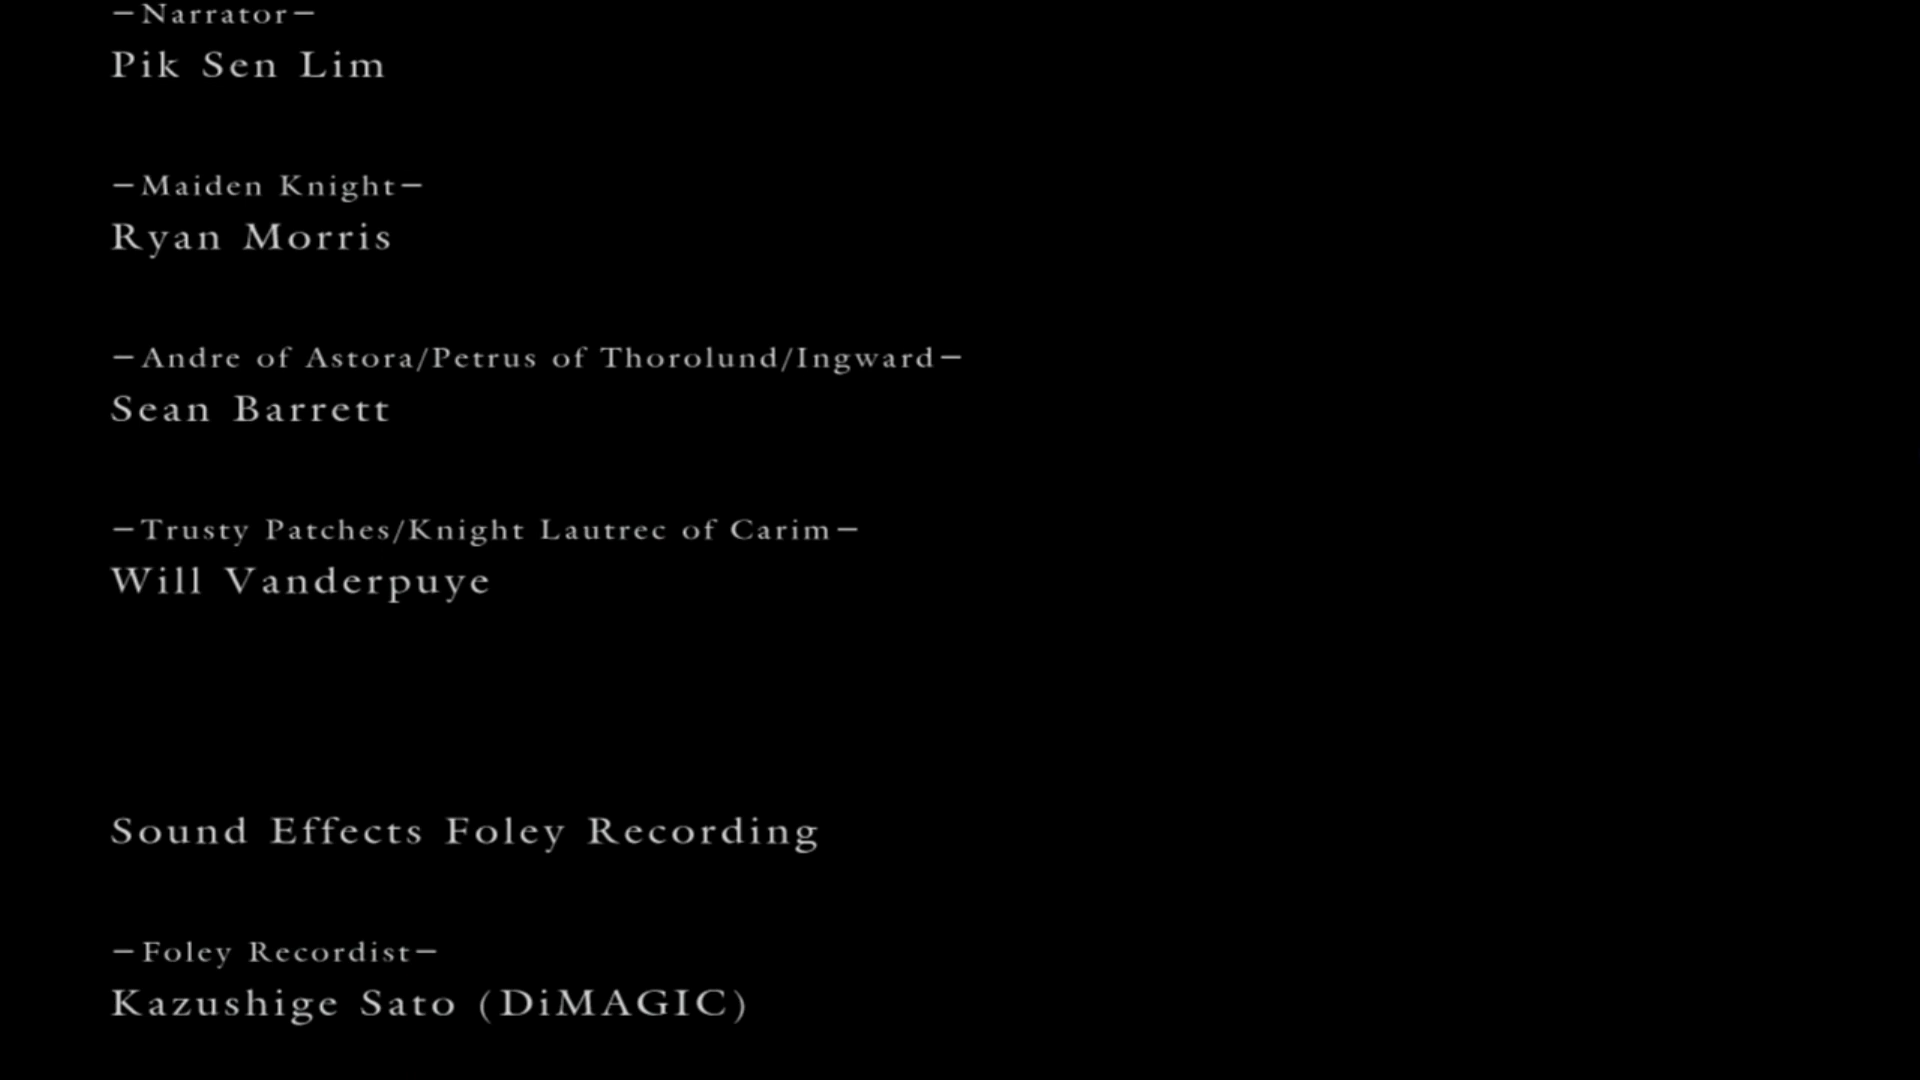 －Narrator－
Pik Sen Lim
－Maiden Knight－
Ryan Morris
－Andre of Astora/Petrus of Thorolund/Ingward－
Sean Barrett
－Trusty Patches/Knight Lautrec of Carim－
Will Vanderpuye
Sound Effects Foley Recording
－Foley Recordist－
Kazushige Sato (DiMAGIC)